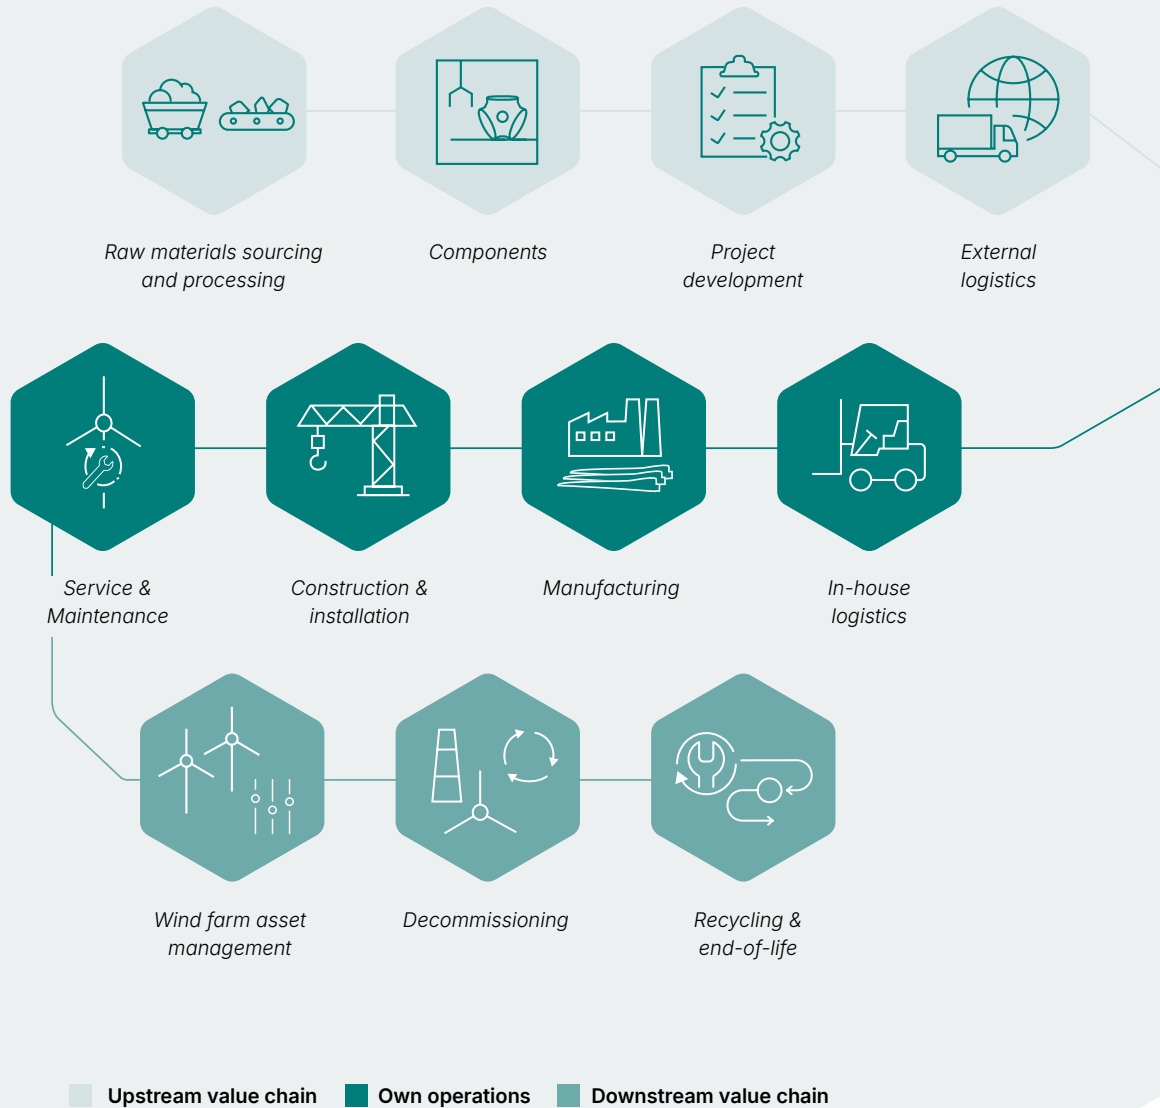 Raw materials sourcing
and processing
Components
Project
development
External
logistics
Service &
Maintenance
Construction &
installation
Manufacturing
In-house
logistics
Wind farm asset
management
Decommissioning
Recycling &
end-of-life
Upstream value chain
Own operations
Downstream value chain